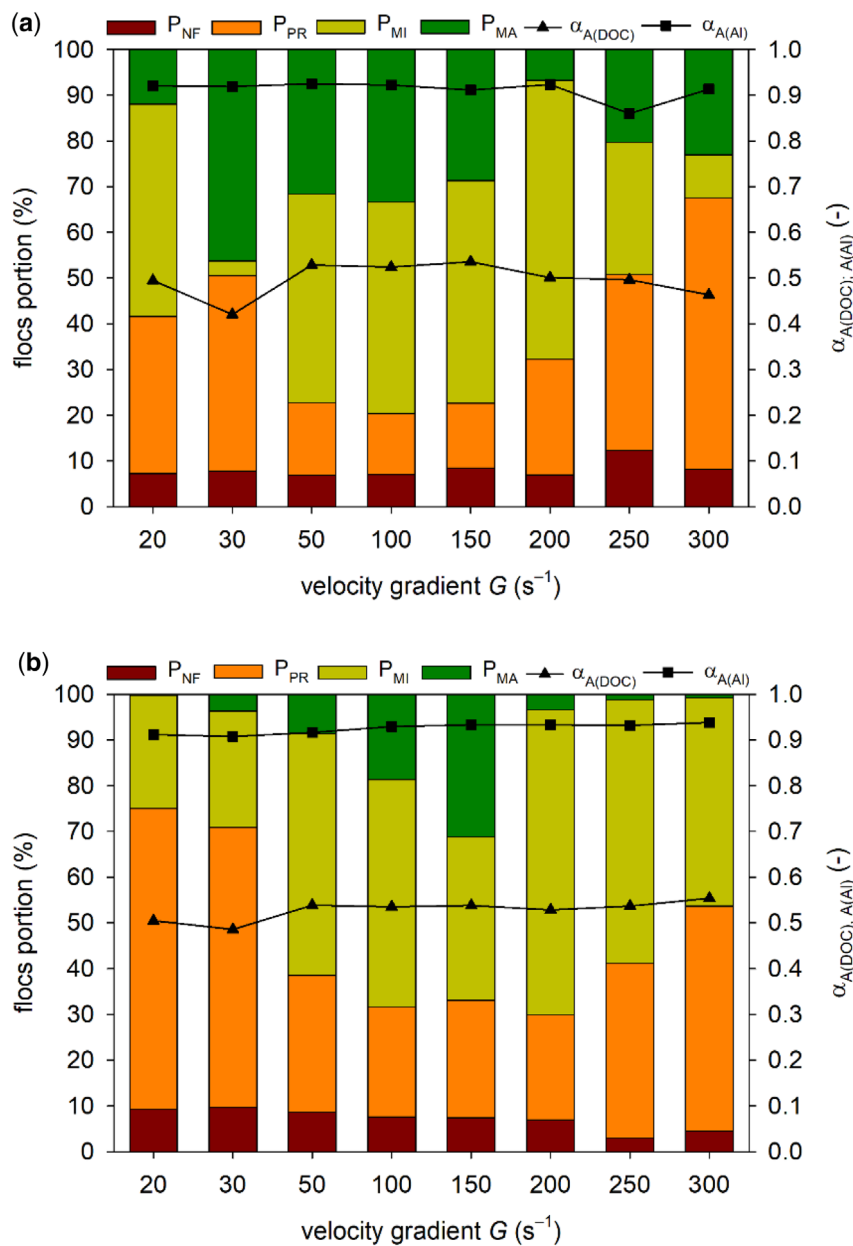 (a) P_NF P_PR P_MI P_MA α_A(DOC) α_A(Al)
100 1.0
90 0.9
80 0.8
70 0.7
60 0.6
50 0.5
40 0.4
30 0.3
20 0.2
10 0.1
0 0.0
flocs portion (%)
α_A(DOC); A(Al) (-)
20 30 50 100 150 200 250 300
velocity gradient G (s⁻¹)
(b) P_NF P_PR P_MI P_MA α_A(DOC) α_A(Al)
100 1.0
90 0.9
80 0.8
70 0.7
60 0.6
50 0.5
40 0.4
30 0.3
20 0.2
10 0.1
0 0.0
flocs portion (%)
α_A(DOC), A(Al) (-)
20 30 50 100 150 200 250 300
velocity gradient G (s⁻¹)